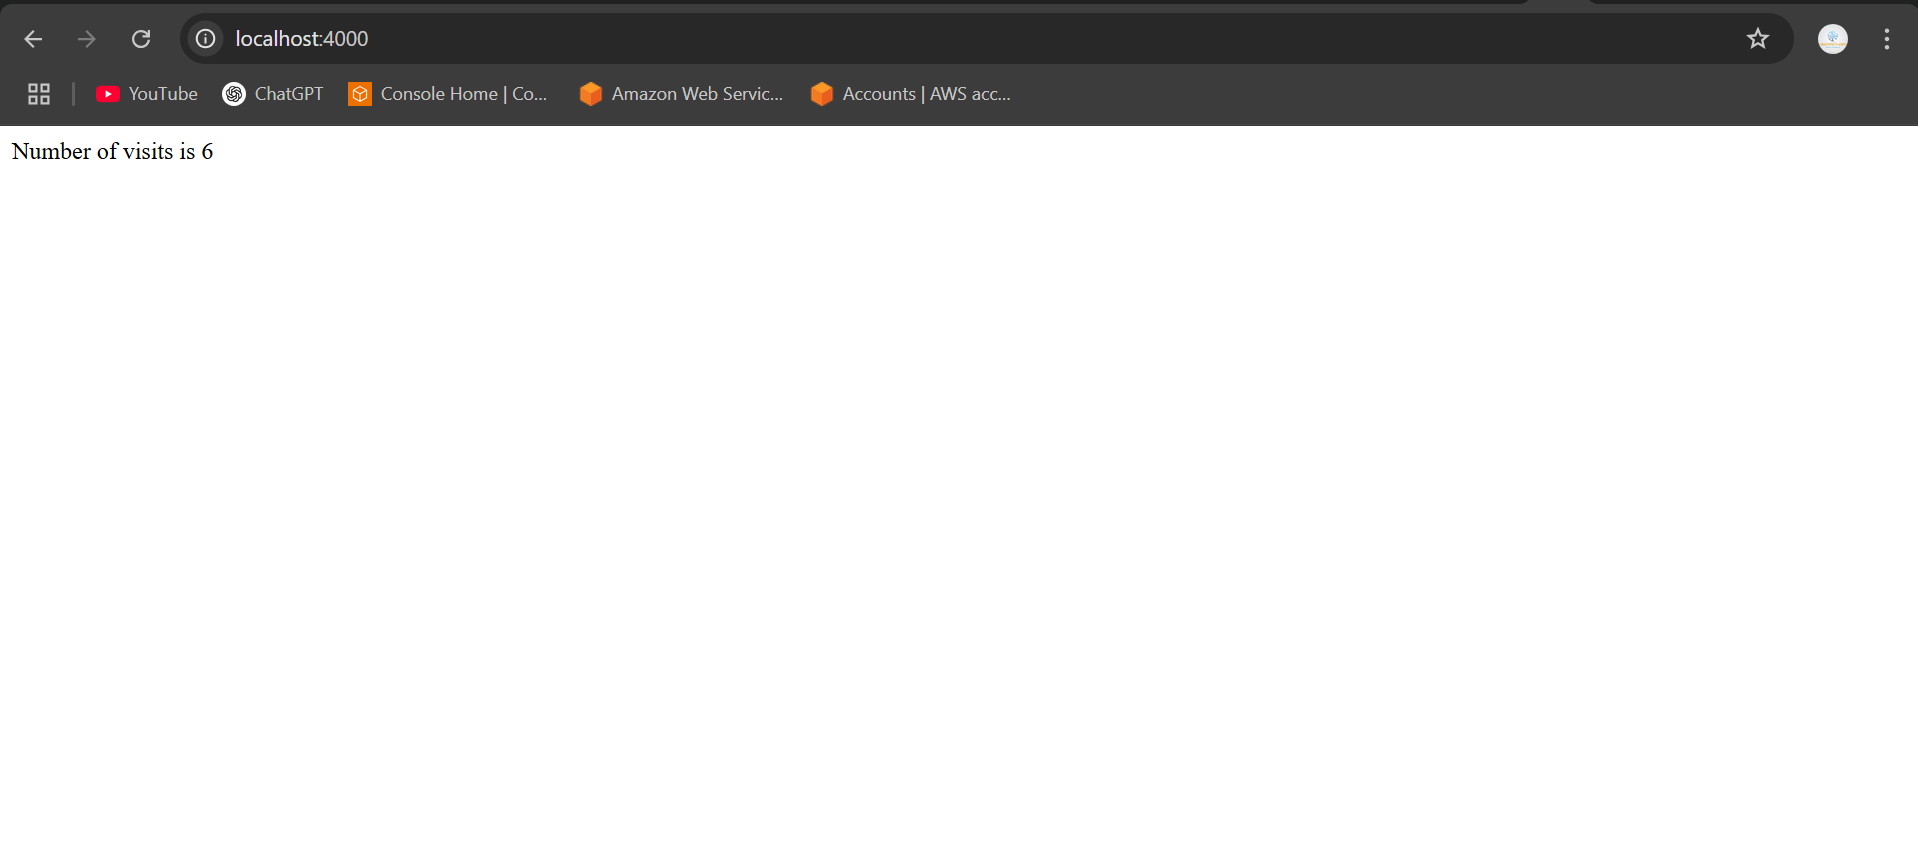 localhost:4000
YouTube ChatGPT Console Home | Co... Amazon Web Servic... Accounts | AWS acc...
Number of visits is 6